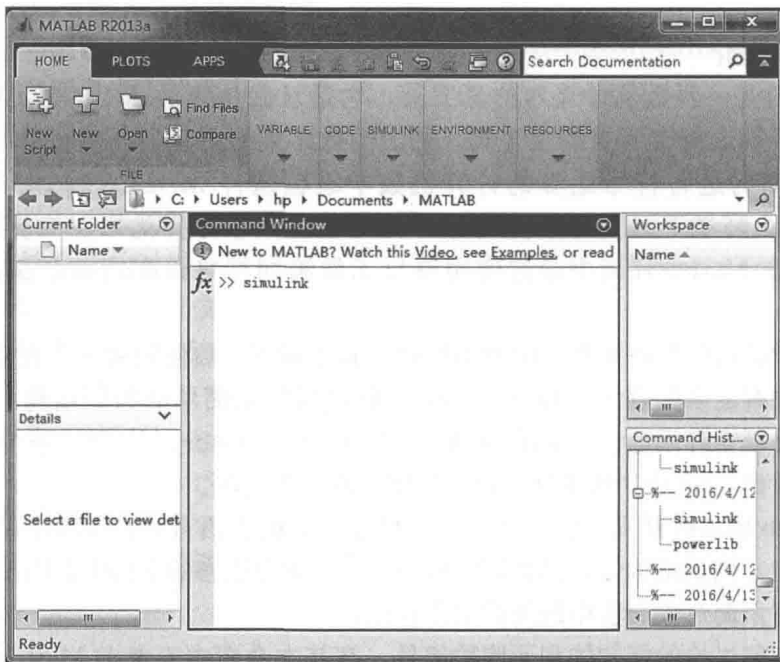 MATLAB R2013a
HOME PLOTS APPS Search Documentation
New Script New Open Find Files Compare
FILE
VARIABLE CODE SIMULINK ENVIRONMENT RESOURCES
C: Users hp Documents MATLAB
Current Folder
Name
Details
Select a file to view det
Command Window
New to MATLAB? Watch this Video, see Examples, or read
fx >> simulink
Workspace
Name
Command Hist...
simulink
%-- 2016/4/12
simulink
powerlib
%-- 2016/4/12
%-- 2016/4/13
Ready